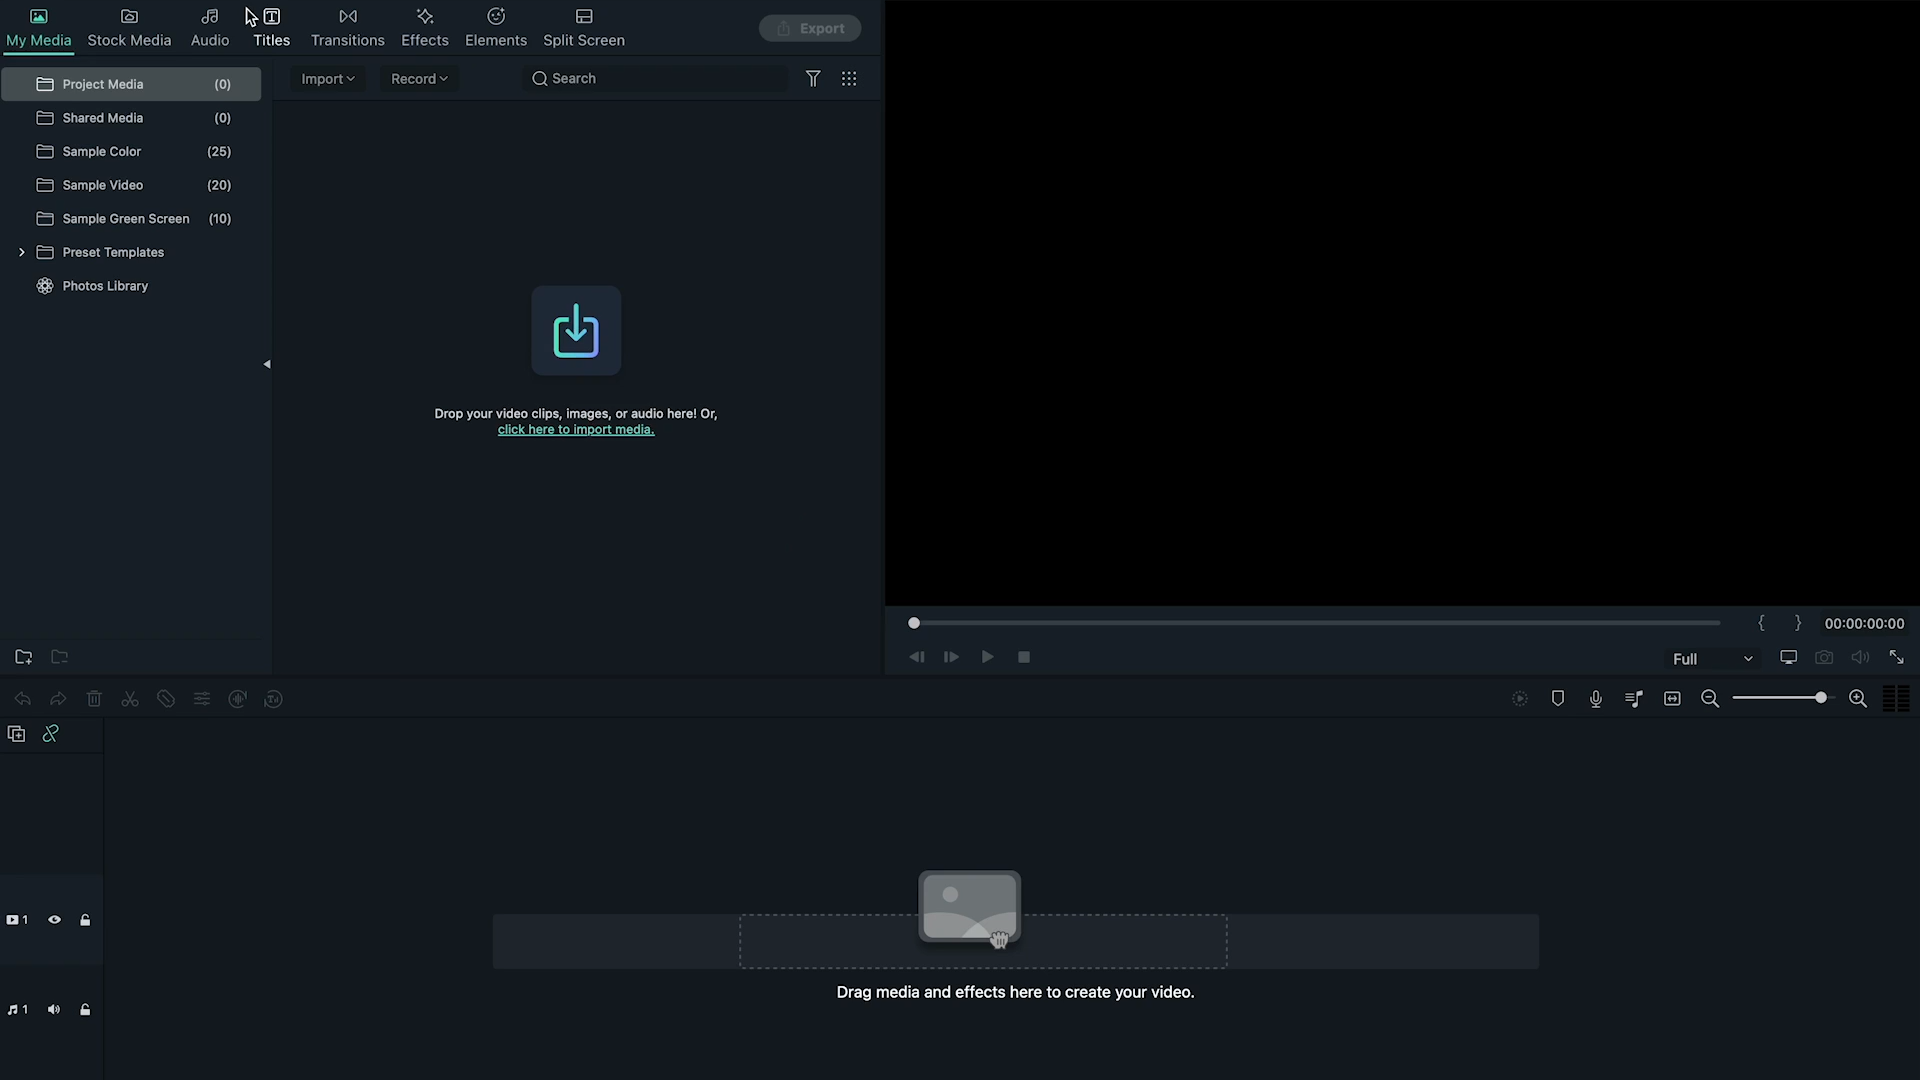 My Media
Stock Media
Audio
Titles
Transitions
Effects
Elements
Split Screen
Export
Project Media (0)
Shared Media (0)
Sample Color (25)
Sample Video (20)
Sample Green Screen (10)
Preset Templates
Photos Library
Import
Record
Search
Drop your video clips, images, or audio here! Or,
click here to import media.
{ } 00:00:00:00
Full
1
1
Drag media and effects here to create your video.